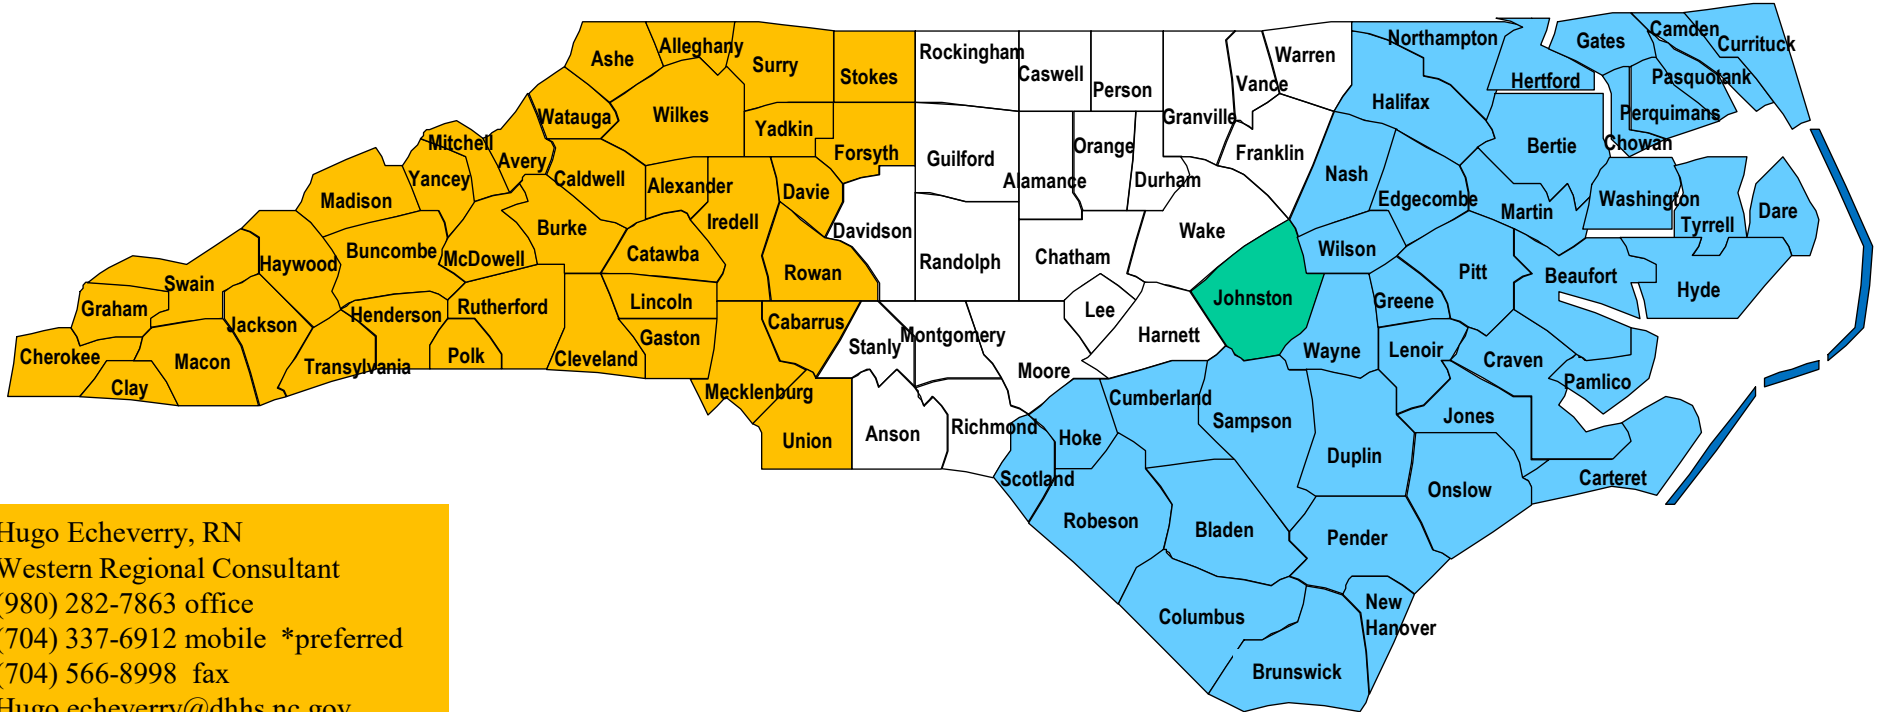 Ashe
Alleghany
Surry
Stokes
Rockingham
Caswell
Person
Granville
Vance
Warren
Northampton
Hertford
Gates
Camden
Currituck
Pasquotank
Perquimans
Chowan
Watauga
Wilkes
Yadkin
Forsyth
Guilford
Alamance
Orange
Durham
Franklin
Halifax
Nash
Edgecombe
Bertie
Martin
Washington
Tyrrell
Dare
Mitchell
Avery
Yancey
Caldwell
Alexander
Iredell
Davie
Davidson
Randolph
Chatham
Wake
Wilson
Pitt
Beaufort
Hyde
Madison
Buncombe
McDowell
Burke
Catawba
Rowan
Johnston
Greene
Swain
Haywood
Graham
Jackson
Henderson
Rutherford
Lincoln
Gaston
Cabarrus
Stanly
Montgomery
Moore
Lee
Harnett
Wayne
Lenoir
Craven
Pamlico
Cherokee
Clay
Macon
Transylvania
Polk
Cleveland
Mecklenburg
Union
Anson
Richmond
Scotland
Hoke
Cumberland
Sampson
Duplin
Jones
Onslow
Carteret
Robeson
Bladen
Pender
Columbus
Brunswick
New
Hanover
Hugo Echeverry, RN
Western Regional Consultant
(980) 282-7863 office
(704) 337-6912 mobile  *preferred
(704) 566-8998  fax
Hugo.echeverry@dhhs.nc.gov